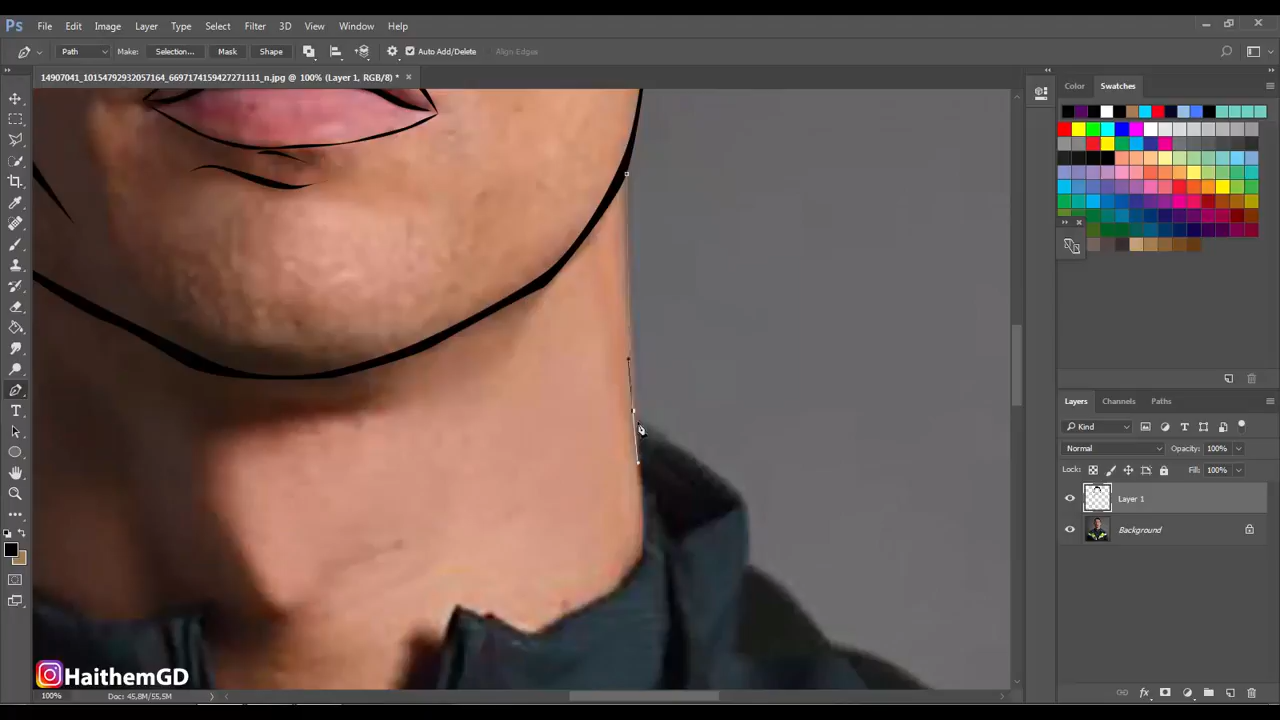 Ps File Edit Image Layer Type Select Filter 3D View Window Help
Path Make: Selection... Mask Shape Auto Add/Delete Align Edges
14907041_10154792932057164_6697174159427271111_n.jpg @ 100% (Layer 1, RGB/8) * ×
Color Swatches
Layers Channels Paths
Kind
Normal Opacity: 100%
Lock: Fill: 100%
Layer 1
Background
HaithemGD
100% Doc: 45,8M/55,5M